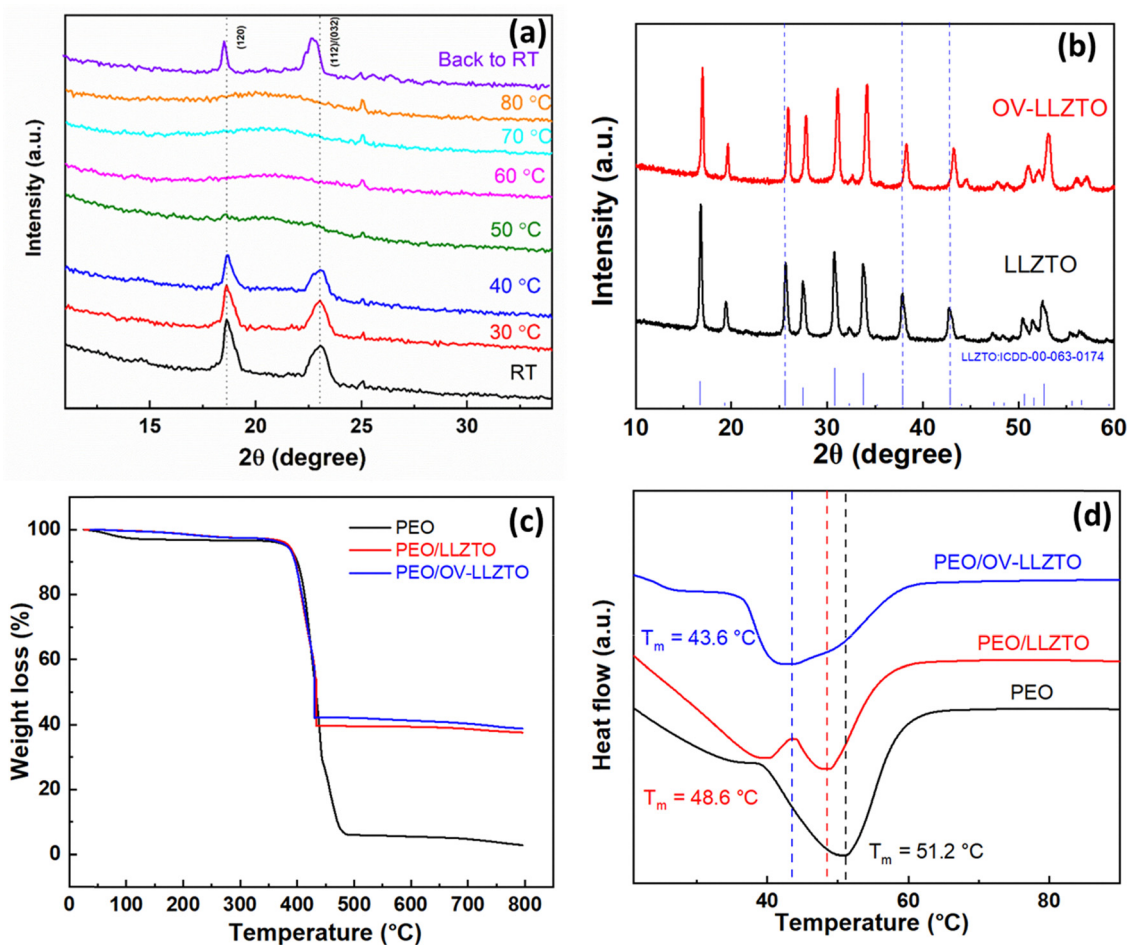 (a)
(120)
(112)/(032)
Back to RT
80 °C
70 °C
60 °C
50 °C
40 °C
30 °C
RT
Intensity (a.u.)
15 20 25 30
2θ (degree)
(b)
OV-LLZTO
LLZTO
LLZTO:ICDD-00-063-0174
Intensity (a.u.)
10 20 30 40 50 60
2θ (degree)
(c)
PEO
PEO/LLZTO
PEO/OV-LLZTO
100
80
60
40
20
0
Weight loss (%)
0 100 200 300 400 500 600 700 800
Temperature (°C)
(d)
PEO/OV-LLZTO
Tm = 43.6 °C
PEO/LLZTO
PEO
Tm = 48.6 °C
Tm = 51.2 °C
Heat flow (a.u.)
40 60 80
Temperature (°C)